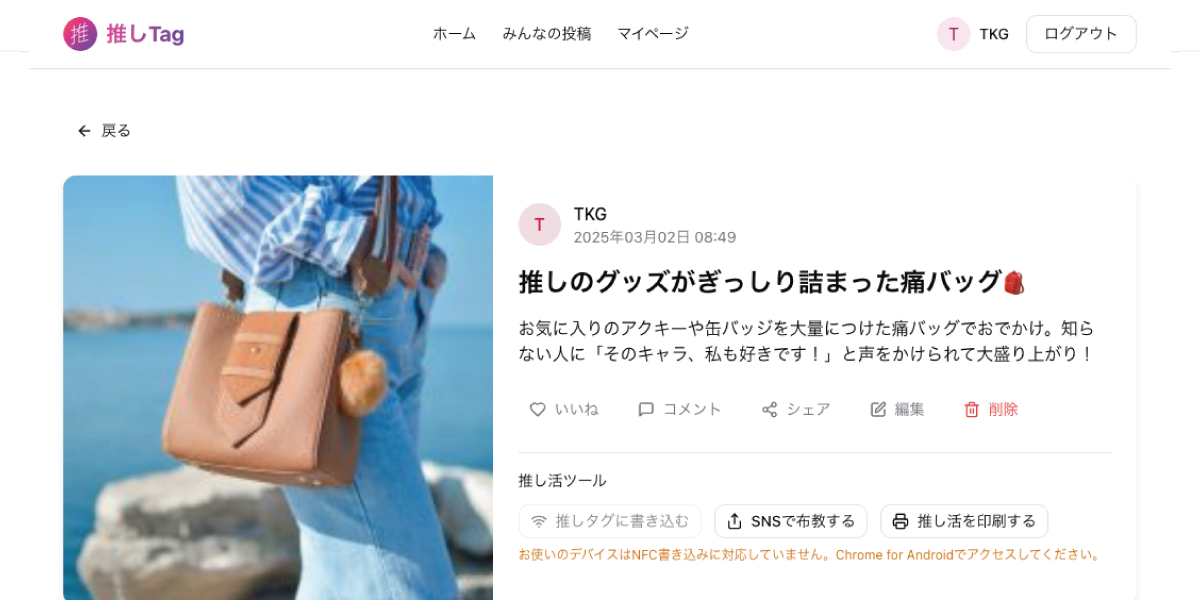 推 推しTag
ホーム みんなの投稿 マイページ
T TKG ログアウト
← 戻る
T TKG
2025年03月02日 08:49
推しのグッズがぎっしり詰まった痛バッグ🎒
お気に入りのアクキーや缶バッジを大量につけた痛バッグでおでかけ。知ら
ない人に「そのキャラ、私も好きです！」と声をかけられて大盛り上がり！
いいね コメント シェア 編集 削除
推し活ツール
推しタグに書き込む SNSで布教する 推し活を印刷する
お使いのデバイスはNFC書き込みに対応していません。Chrome for Androidでアクセスしてください。